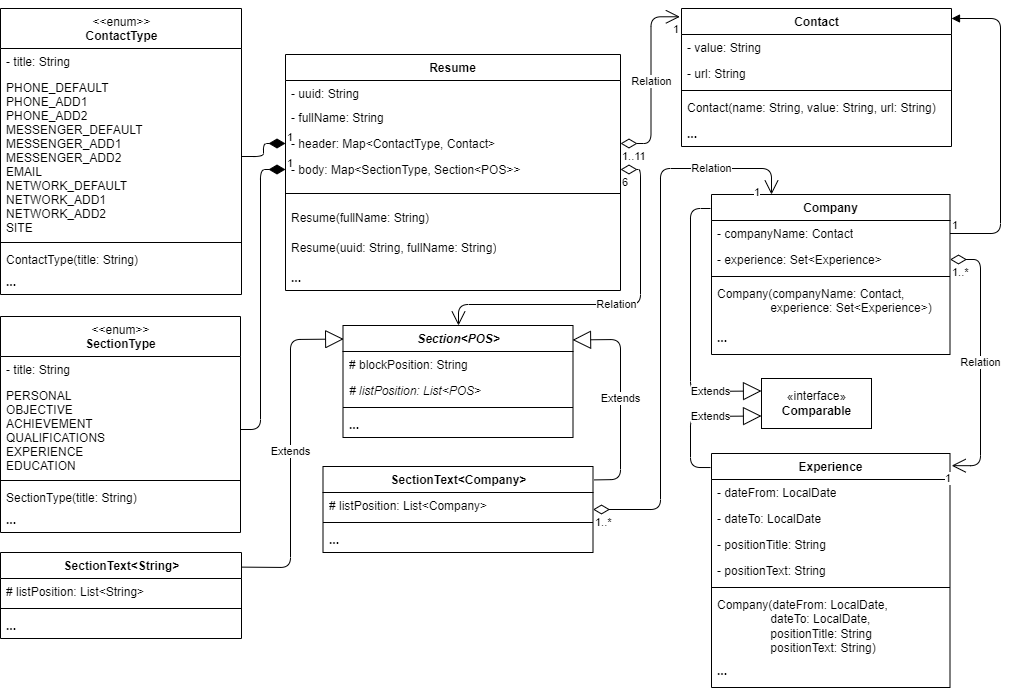 <<enum>>
ContactType
- title: String
PHONE_DEFAULT
PHONE_ADD1
PHONE_ADD2
MESSENGER_DEFAULT
MESSENGER_ADD1
MESSENGER_ADD2
EMAIL
NETWORK_DEFAULT
NETWORK_ADD1
NETWORK_ADD2
SITE
ContactType(title: String)
...
<<enum>>
SectionType
- title: String
PERSONAL
OBJECTIVE
ACHIEVEMENT
QUALIFICATIONS
EXPERIENCE
EDUCATION
SectionType(title: String)
...
SectionText<String>
# listPosition: List<String>
...
Resume
- uuid: String
- fullName: String
1
- header: Map<ContactType, Contact>
1..11
1
- body: Map<SectionType, Section<POS>>
6
Resume(fullName: String)
Resume(uuid: String, fullName: String)
...
Relation
Section<POS>
# blockPosition: String
# listPosition: List<POS>
...
Extends
Extends
SectionText<Company>
# listPosition: List<Company>
1..*
...
Relation
1
Contact
- value: String
- url: String
Contact(name: String, value: String, url: String)
...
Relation
1
Company
1
- companyName: Contact
- experience: Set<Experience>
1..*
Company(companyName: Contact,
experience: Set<Experience>)
...
Relation
Extends
Extends
«interface»
Comparable
Experience
1
- dateFrom: LocalDate
- dateTo: LocalDate
- positionTitle: String
- positionText: String
Company(dateFrom: LocalDate,
dateTo: LocalDate,
positionTitle: String
positionText: String)
...